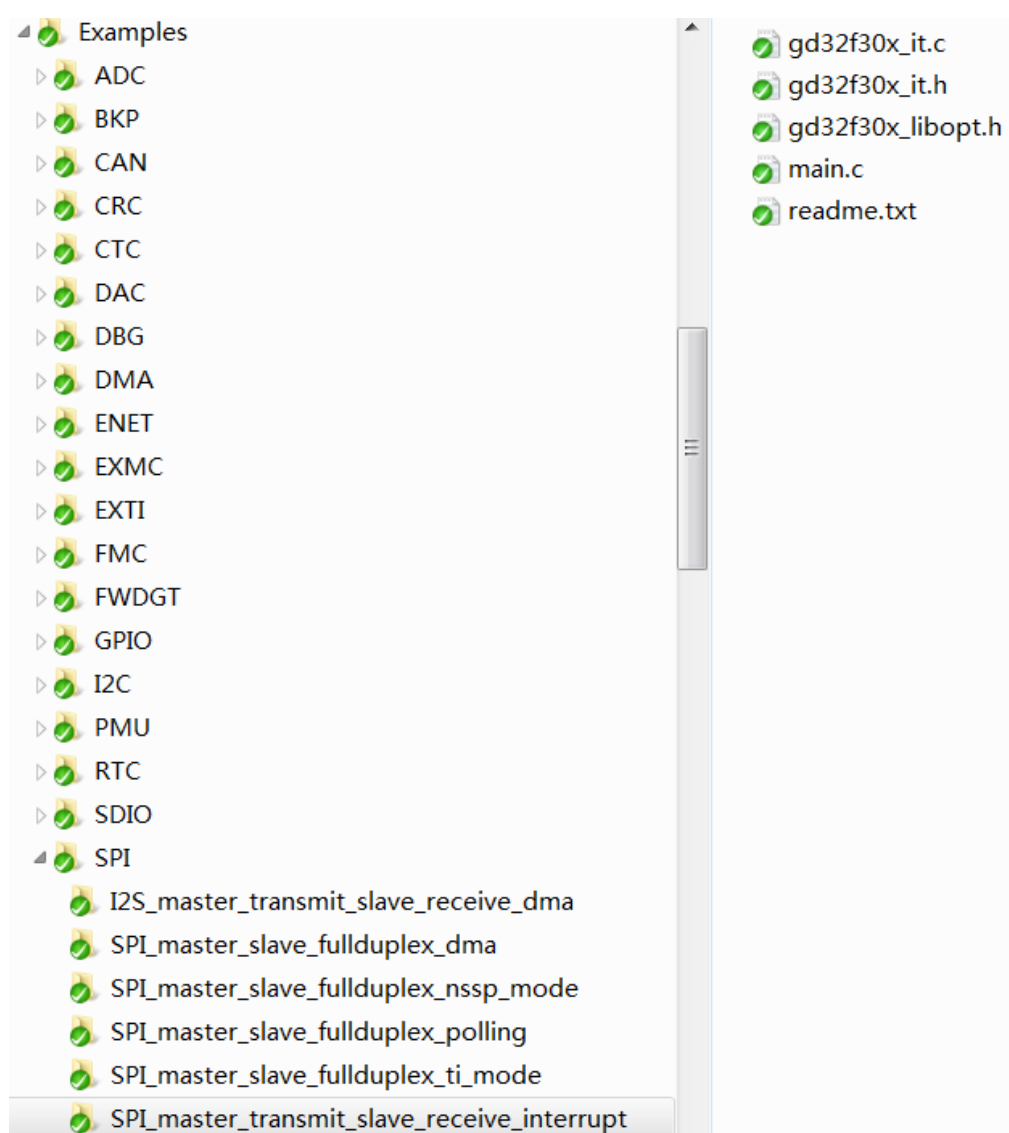 Examples
ADC
BKP
CAN
CRC
CTC
DAC
DBG
DMA
ENET
EXMC
EXTI
FMC
FWDGT
GPIO
I2C
PMU
RTC
SDIO
SPI
I2S_master_transmit_slave_receive_dma
SPI_master_slave_fullduplex_dma
SPI_master_slave_fullduplex_nssp_mode
SPI_master_slave_fullduplex_polling
SPI_master_slave_fullduplex_ti_mode
SPI_master_transmit_slave_receive_interrupt
gd32f30x_it.c
gd32f30x_it.h
gd32f30x_libopt.h
main.c
readme.txt